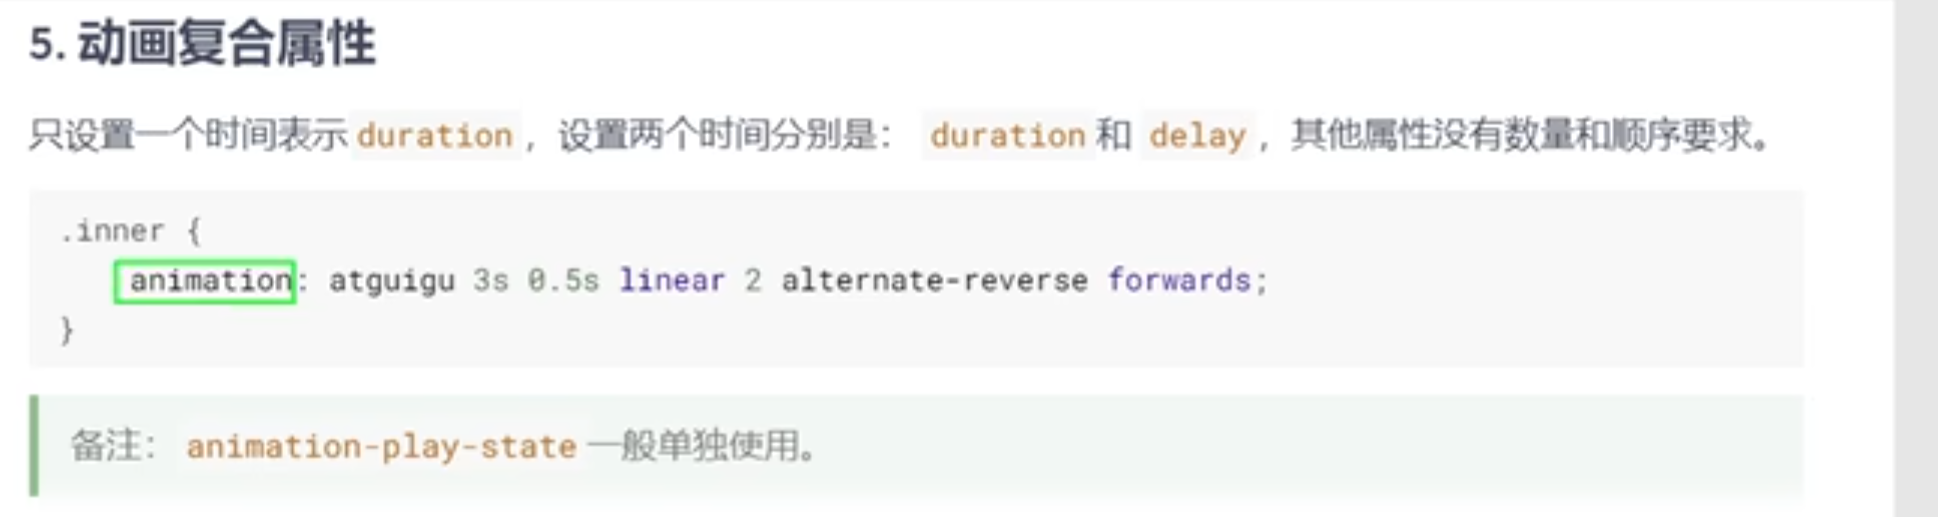 5. 动画复合属性
只设置一个时间表示 duration ，设置两个时间分别是： duration 和 delay ，其他属性没有数量和顺序要求。
.inner {
animation: atguigu 3s 0.5s linear 2 alternate-reverse forwards;
}
备注： animation-play-state 一般单独使用。